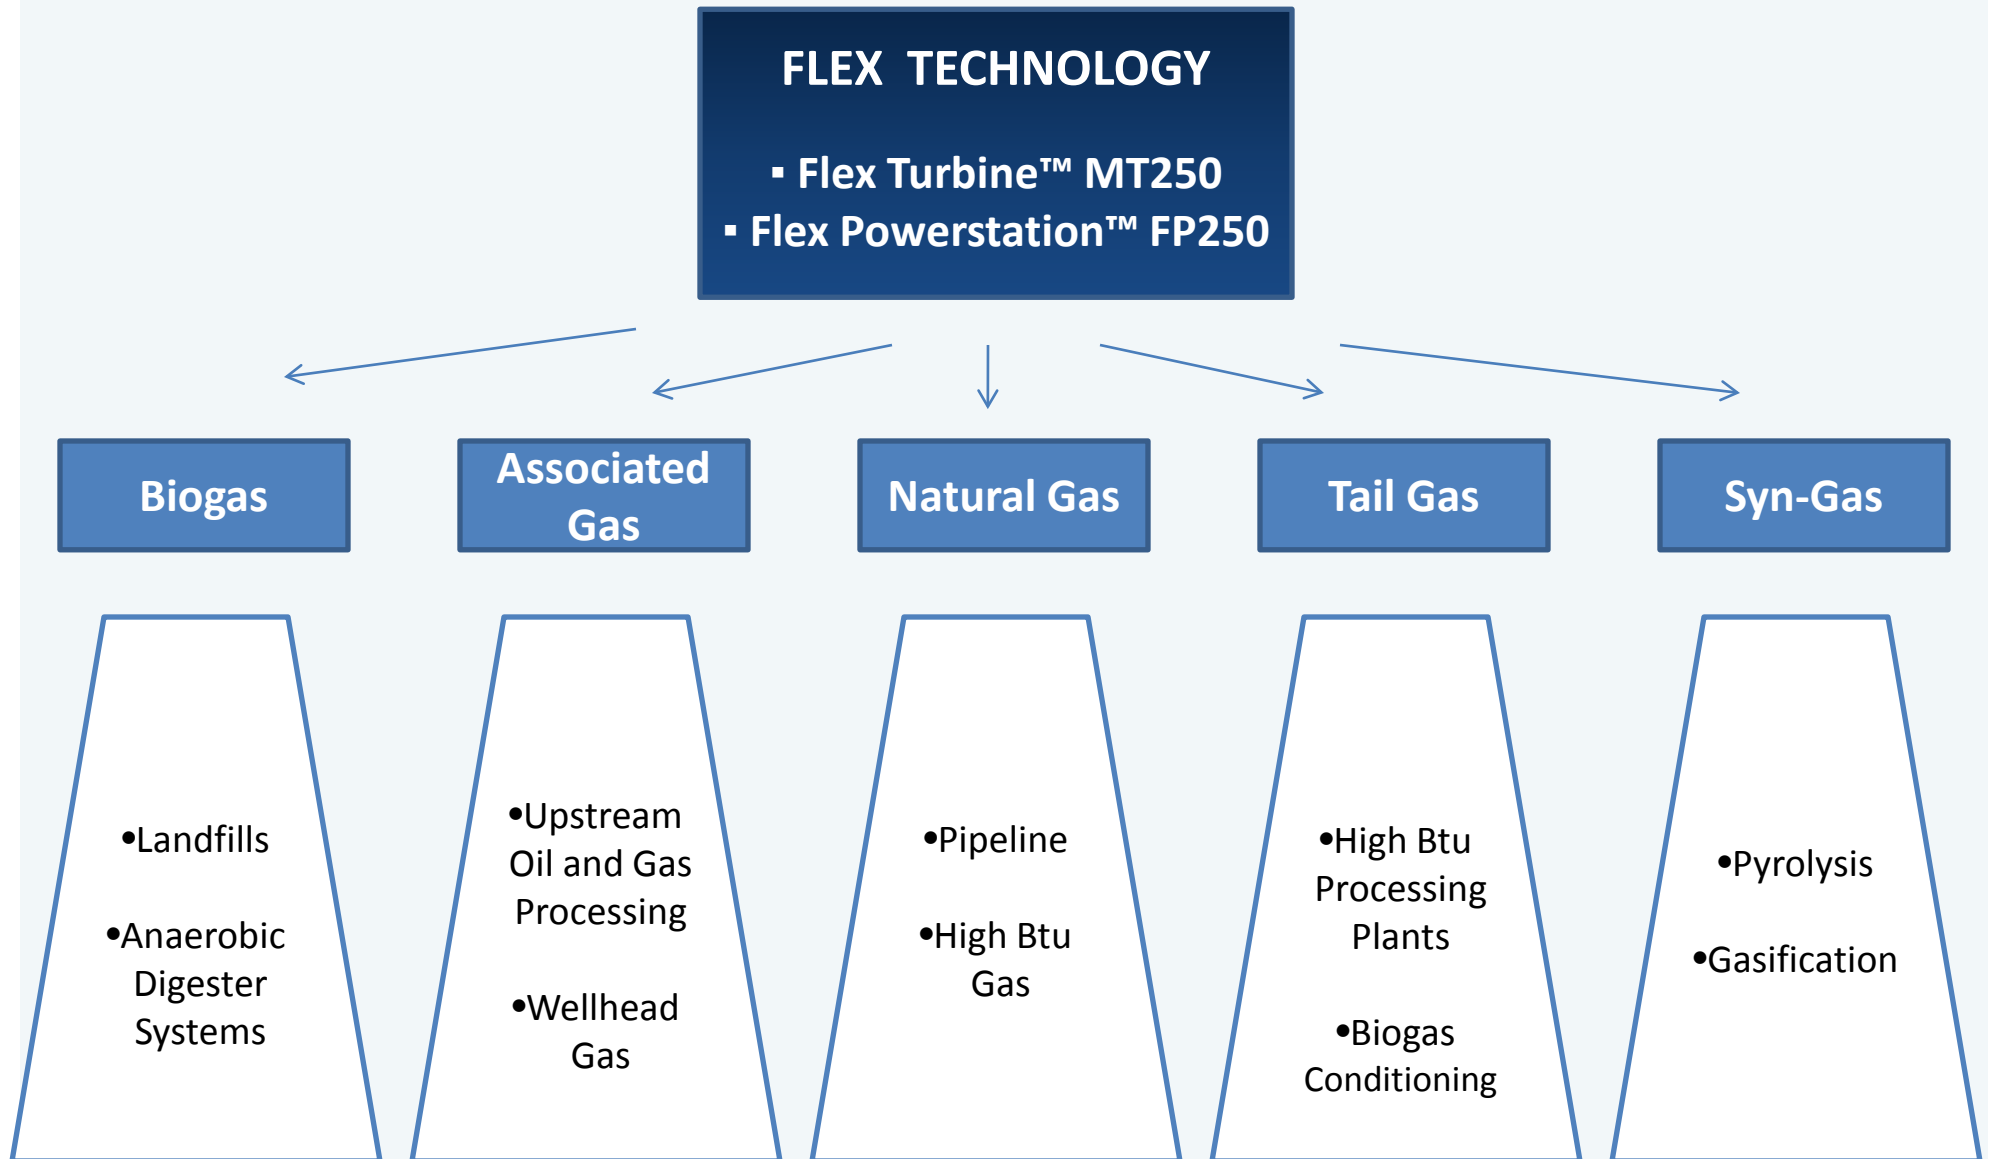 FLEX TECHNOLOGY
▪ Flex Turbine™ MT250
▪ Flex Powerstation™ FP250
Biogas
Associated
Gas
Natural Gas
Tail Gas
Syn-Gas
•Landfills
•Anaerobic
Digester
Systems
•Upstream
Oil and Gas
Processing
•Wellhead
Gas
•Pipeline
•High Btu
Gas
•High Btu
Processing
Plants
•Biogas
Conditioning
•Pyrolysis
•Gasification